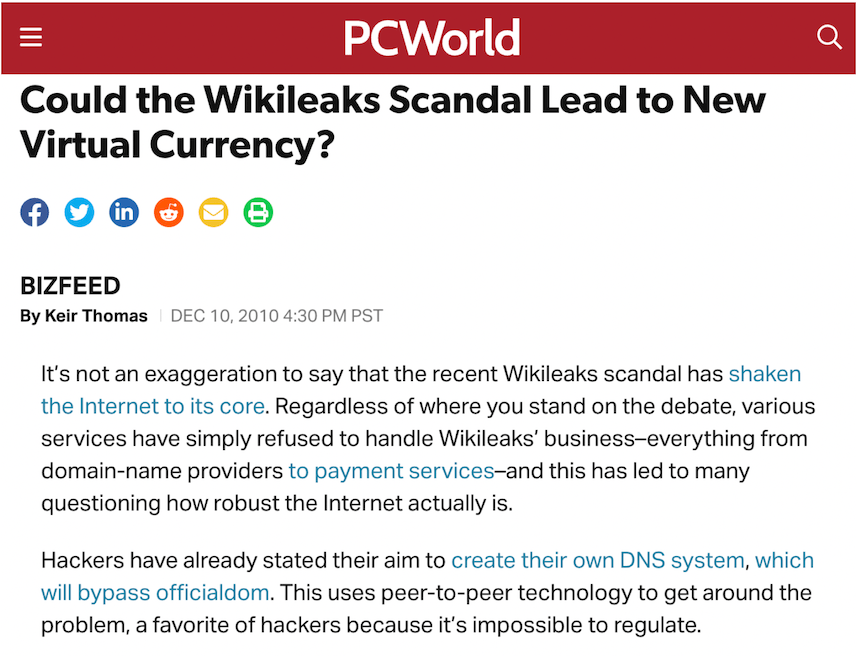 PCWorld
Could the Wikileaks Scandal Lead to New
Virtual Currency?
BIZFEED
By Keir Thomas | DEC 10, 2010 4:30 PM PST
It’s not an exaggeration to say that the recent Wikileaks scandal has shaken
the Internet to its core. Regardless of where you stand on the debate, various
services have simply refused to handle Wikileaks’ business–everything from
domain-name providers to payment services–and this has led to many
questioning how robust the Internet actually is.
Hackers have already stated their aim to create their own DNS system, which
will bypass officialdom. This uses peer-to-peer technology to get around the
problem, a favorite of hackers because it’s impossible to regulate.